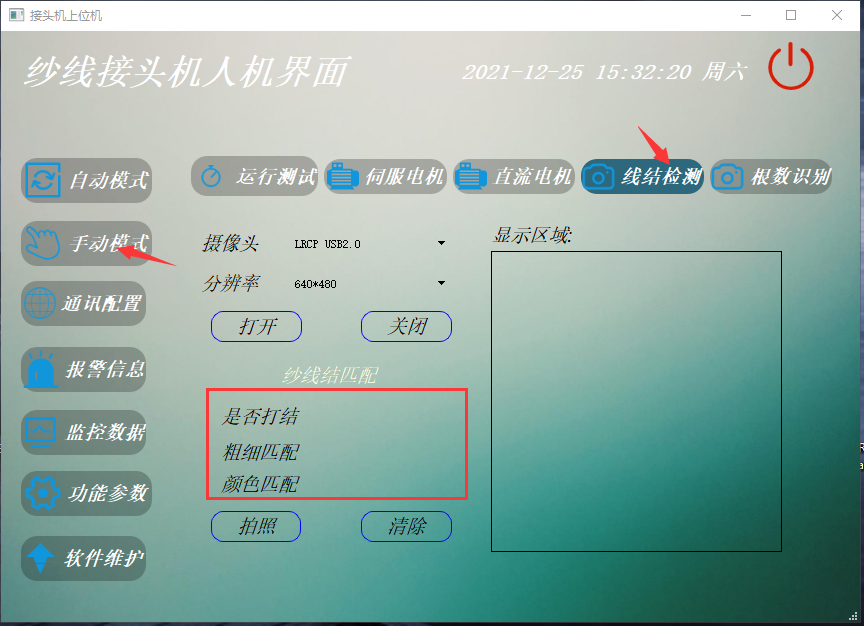 接头机上位机
纱线接头机人机界面
2021-12-25 15:32:20 周六
自动模式
运行测试
伺服电机
直流电机
线结检测
根数识别
手动模式
摄像头
LRCP USB2.0
显示区域:
分辨率
640*480
通讯配置
打开
关闭
报警信息
纱线结匹配
是否打结
监控数据
粗细匹配
颜色匹配
功能参数
拍照
清除
软件维护